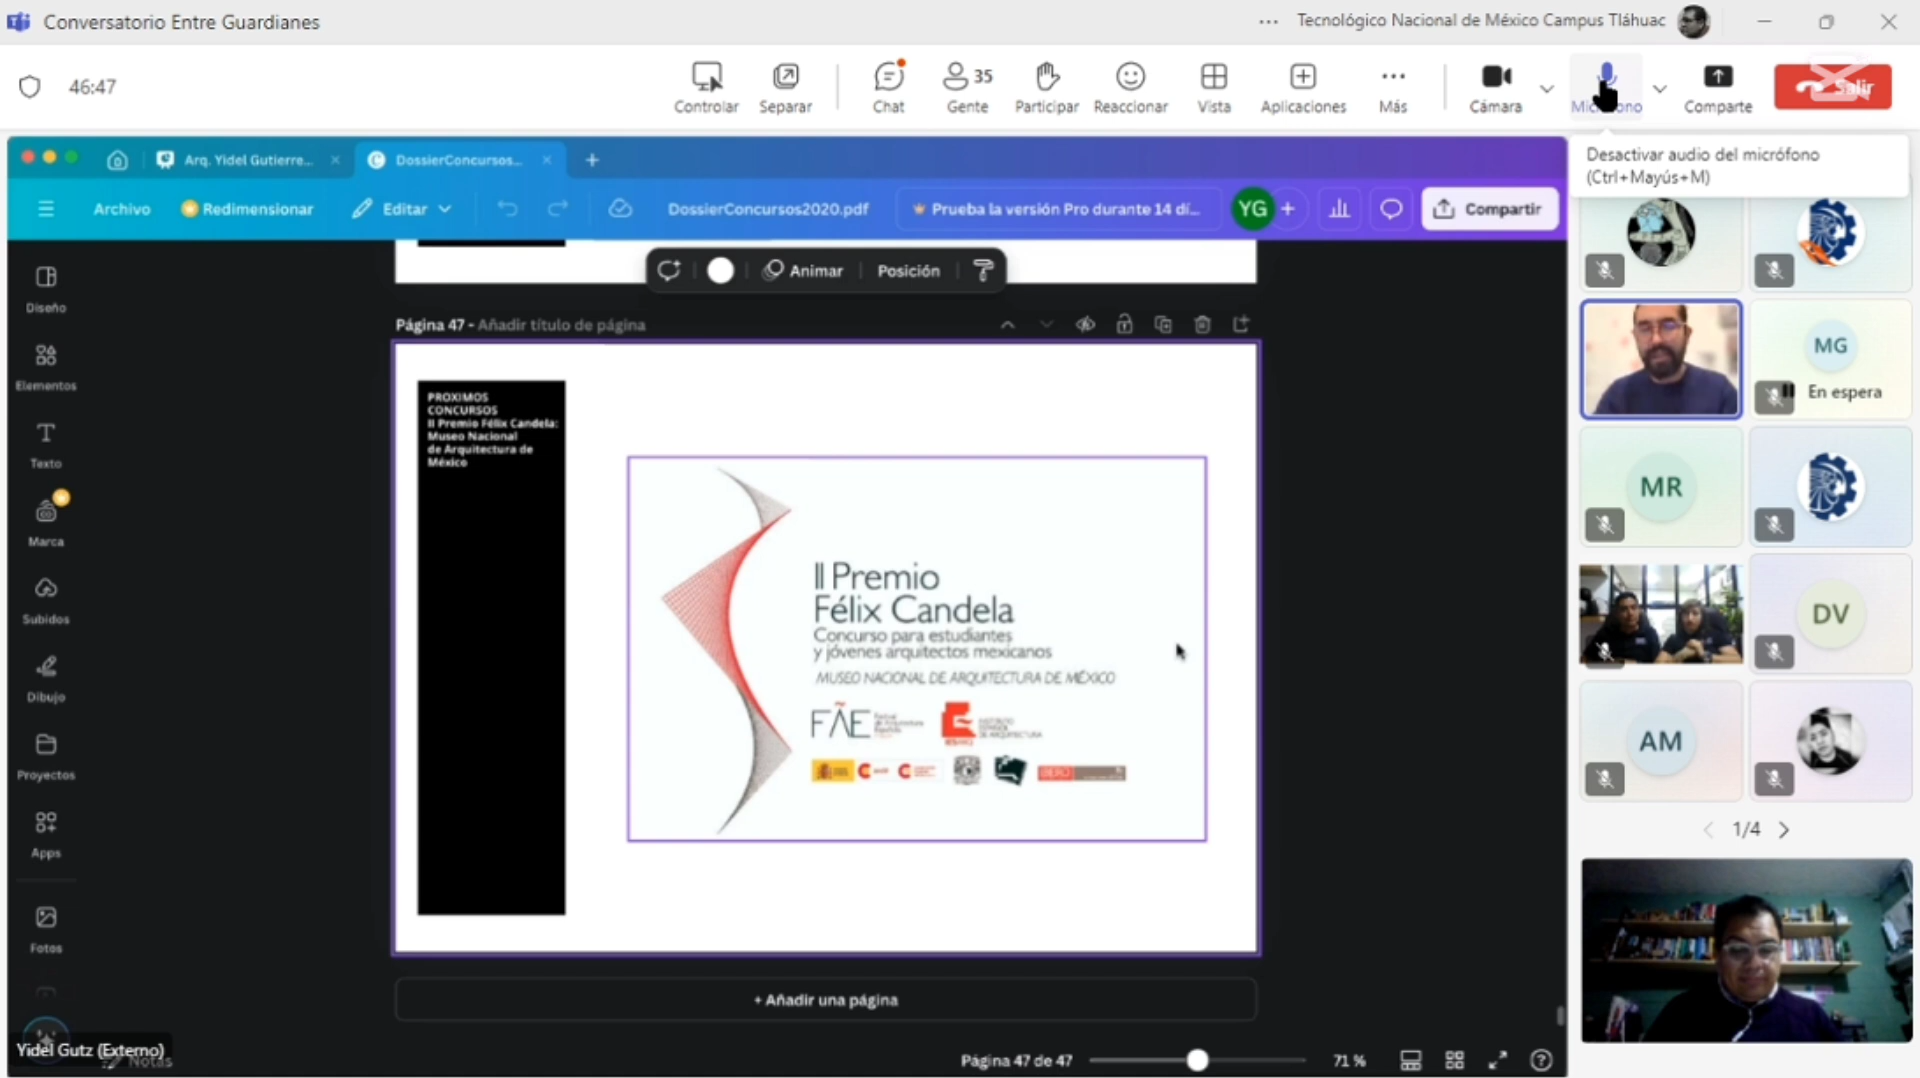 Conversatorio Entre Guardianes
Tecnológico Nacional de México Campus Tláhuac
46:47
Controlar
Separar
Chat
35
Gente
Participar
Reaccionar
Vista
Aplicaciones
Más
Cámara
Micrófono
Comparte
Salir
Desactivar audio del micrófono
(Ctrl+Mayús+M)
Arq. Yidel Gutierre...
DossierConcursos...
Archivo
Redimensionar
Editar
DossierConcursos2020.pdf
Prueba la versión Pro durante 14 dí...
YG
Compartir
Animar
Posición
Diseño
Elementos
Texto
Marca
Subidos
Dibujo
Proyectos
Apps
Fotos
Página 47 - Añadir título de página
PROXIMOS
CONCURSOS
II Premio Félix Candela:
Museo Nacional
de Arquitectura de
México
II Premio
Félix Candela
Concurso para estudiantes
y jóvenes arquitectos mexicanos
MUSEO NACIONAL DE ARQUITECTURA DE MÉXICO
FÃE
+ Añadir una página
Yidel Gutz (Externo)
Notas
Página 47 de 47
71 %
MG
En espera
MR
DV
AM
1/4